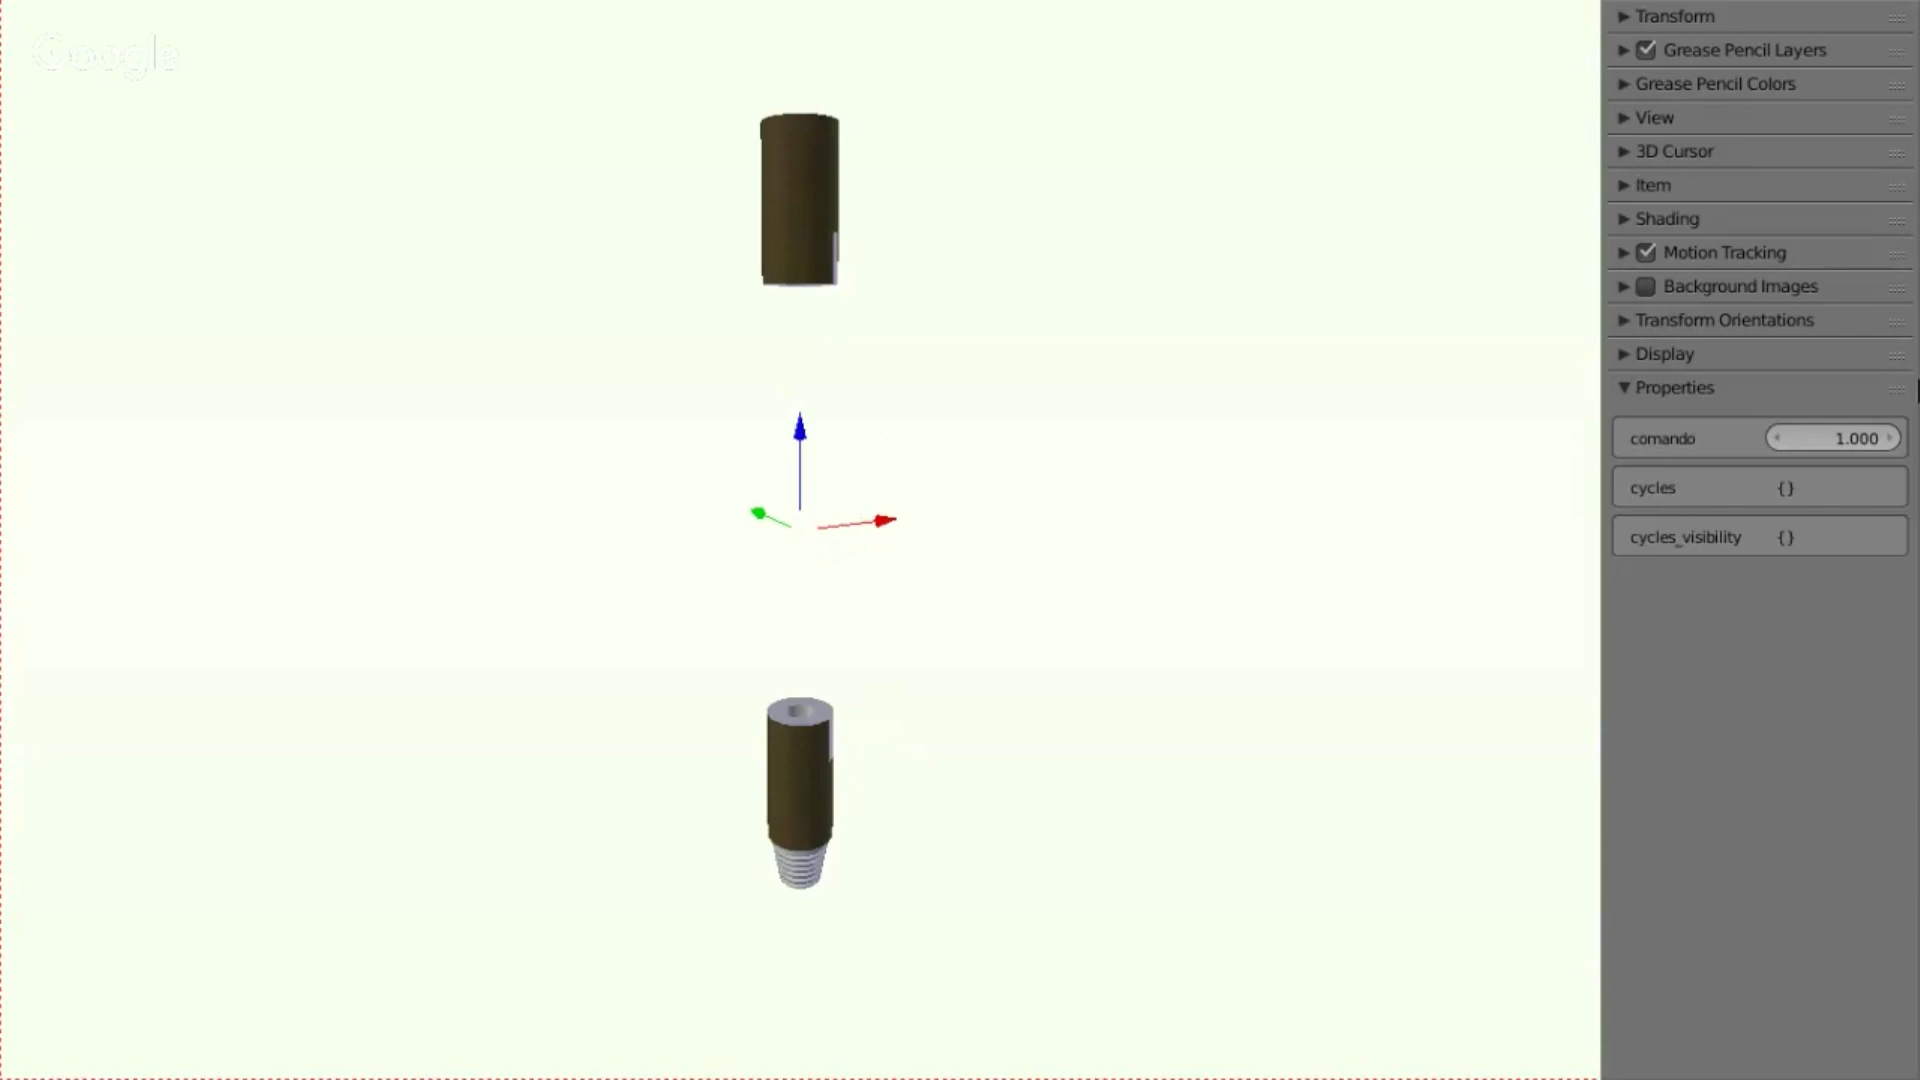 Google
Transform
Grease Pencil Layers
Grease Pencil Colors
View
3D Cursor
Item
Shading
Motion Tracking
Background Images
Transform Orientations
Display
Properties
comando 1.000
cycles {}
cycles_visibility {}